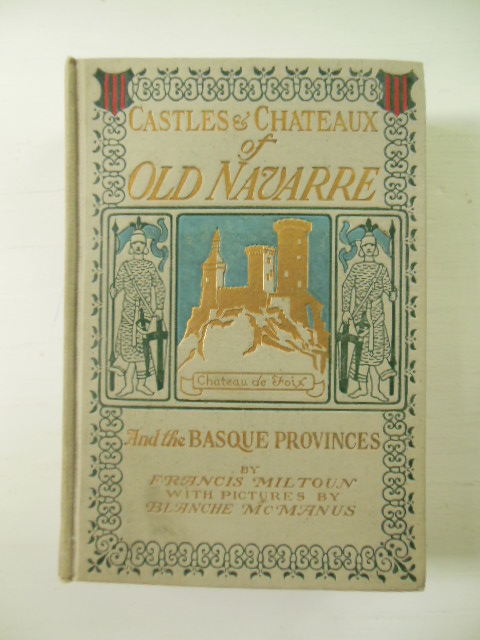 CASTLES & CHATEAUX
of
OLD NAVARRE
Chateau de Foix
And the BASQUE PROVINCES
BY
FRANCIS MILTOUN
WITH PICTURES BY
BLANCHE MCMANUS